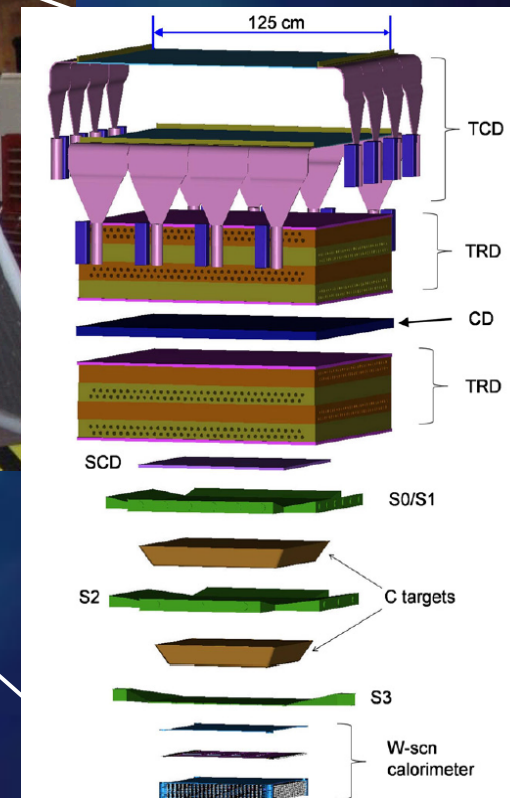 125 cm
TCD
TRD
CD
TRD
SCD
S0/S1
S2
C targets
S3
W-scn
calorimeter